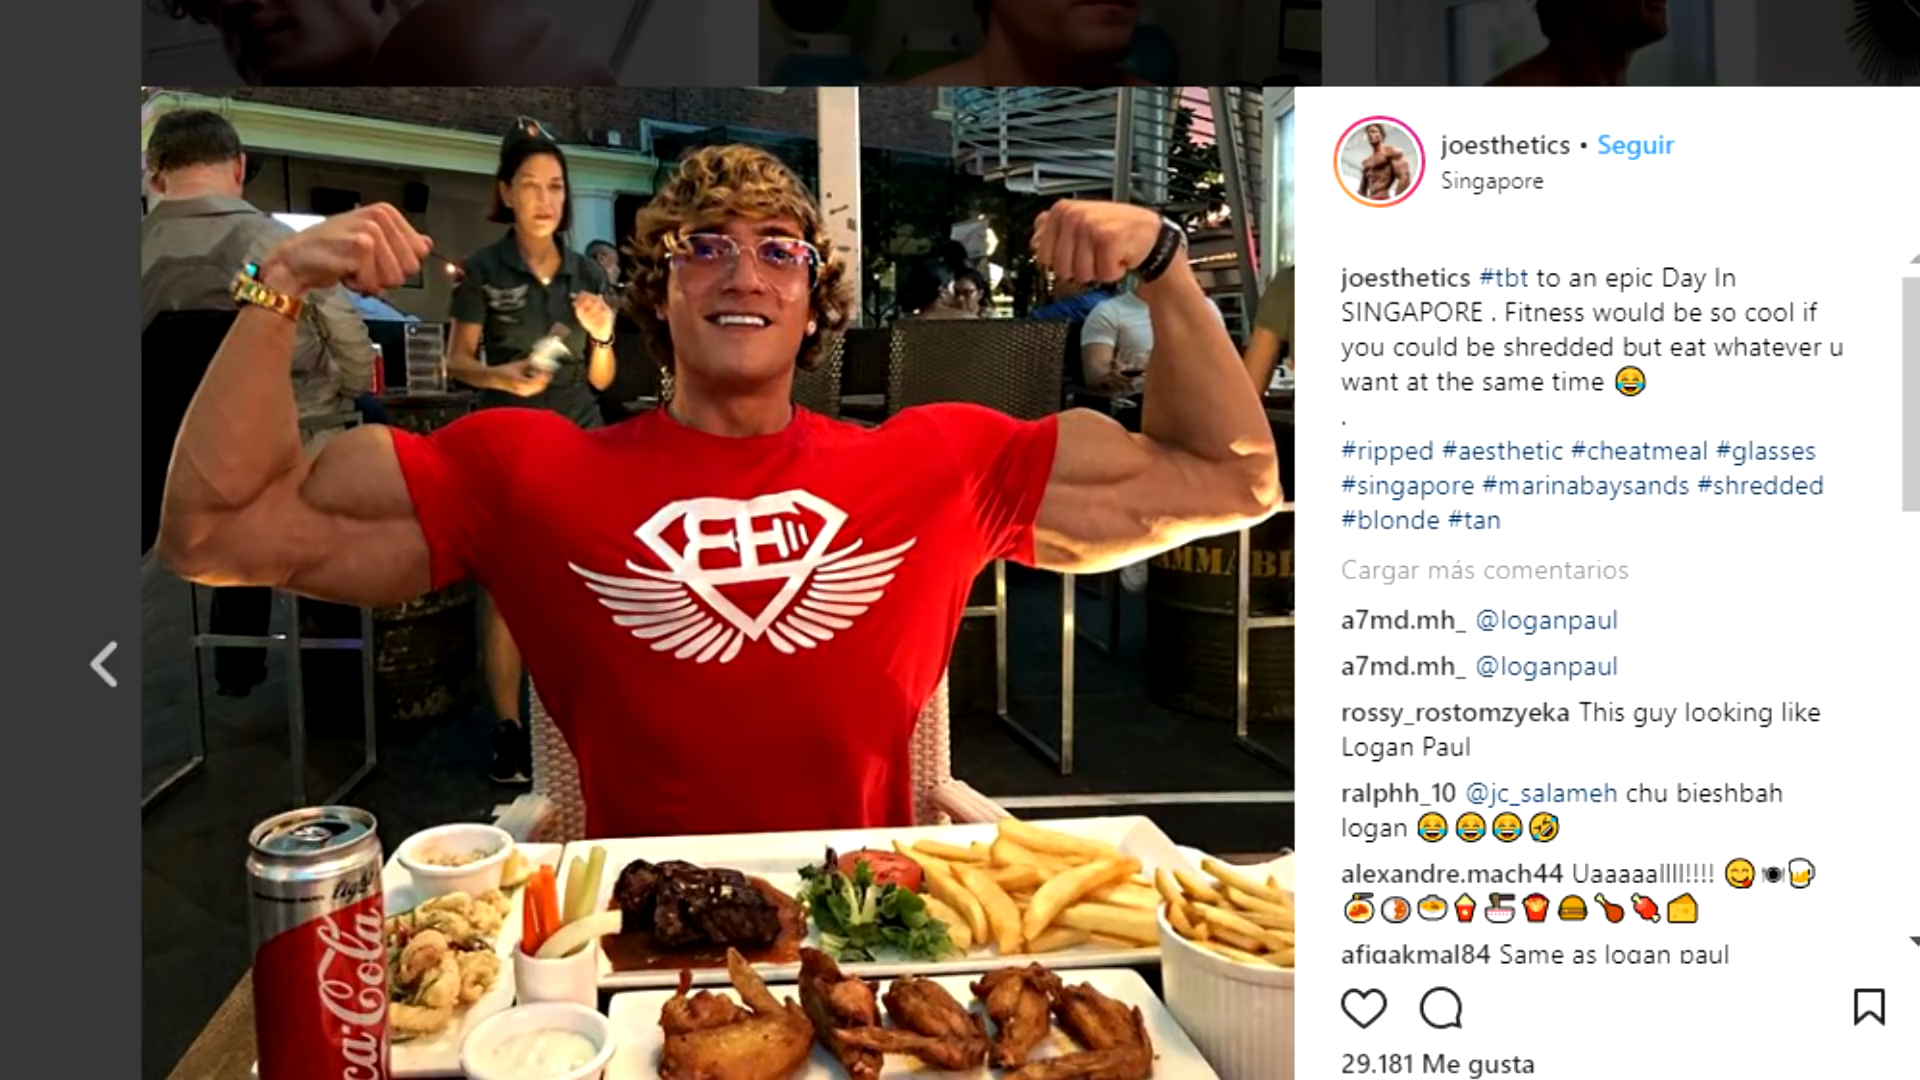 joesthetics • Seguir
Singapore
joesthetics #tbt to an epic Day In
SINGAPORE . Fitness would be so cool if
you could be shredded but eat whatever u
want at the same time 😂
.
#ripped #aesthetic #cheatmeal #glasses
#singapore #marinabaysands #shredded
#blonde #tan
Cargar más comentarios
a7md.mh_ @loganpaul
a7md.mh_ @loganpaul
rossy_rostomzyeka This guy looking like
Logan Paul
ralphh_10 @jc_salameh chu bieshbah
logan 😂😂😂🤣
alexandre.mach44 Uaaaaallll!!!! 😋🍽🍺
🍝🍛🍲🍿🍜🍟🍔🍗🍖🧀
afiqakmal84 Same as logan paul
29.181 Me gusta
light
Coca-Cola